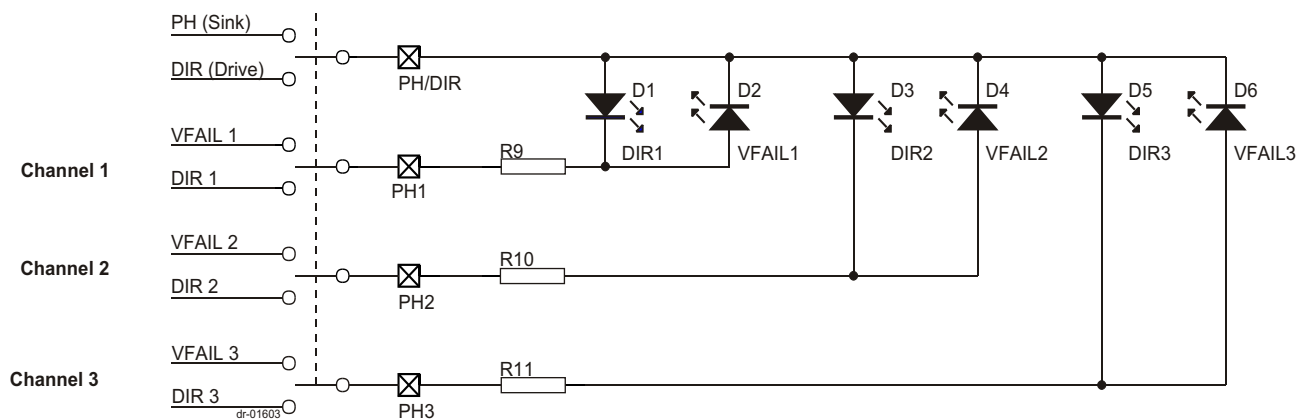 PH (Sink)
DIR (Drive)
PH/DIR
D1
D2
D3
D4
D5
D6
VFAIL 1
Channel 1
DIR 1
PH1
R9
DIR1
VFAIL1
DIR2
VFAIL2
DIR3
VFAIL3
VFAIL 2
Channel 2
DIR 2
PH2
R10
VFAIL 3
Channel 3
DIR 3
PH3
R11
dr-01603